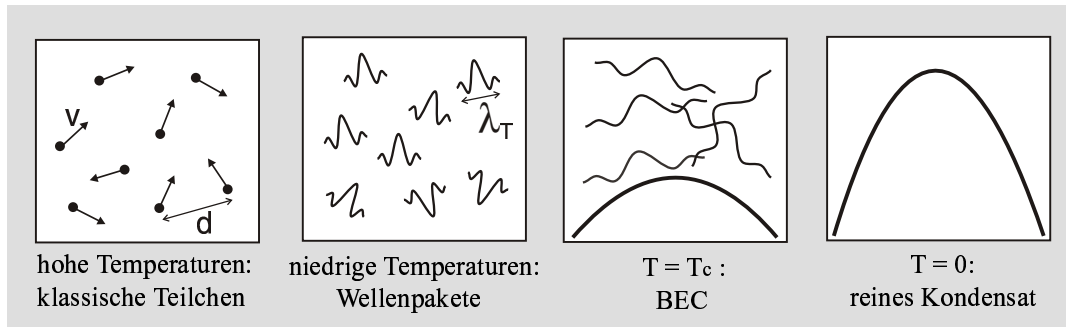 v
d
λT
hohe Temperaturen:
klassische Teilchen
niedrige Temperaturen:
Wellenpakete
T = Tc :
BEC
T = 0:
reines Kondensat